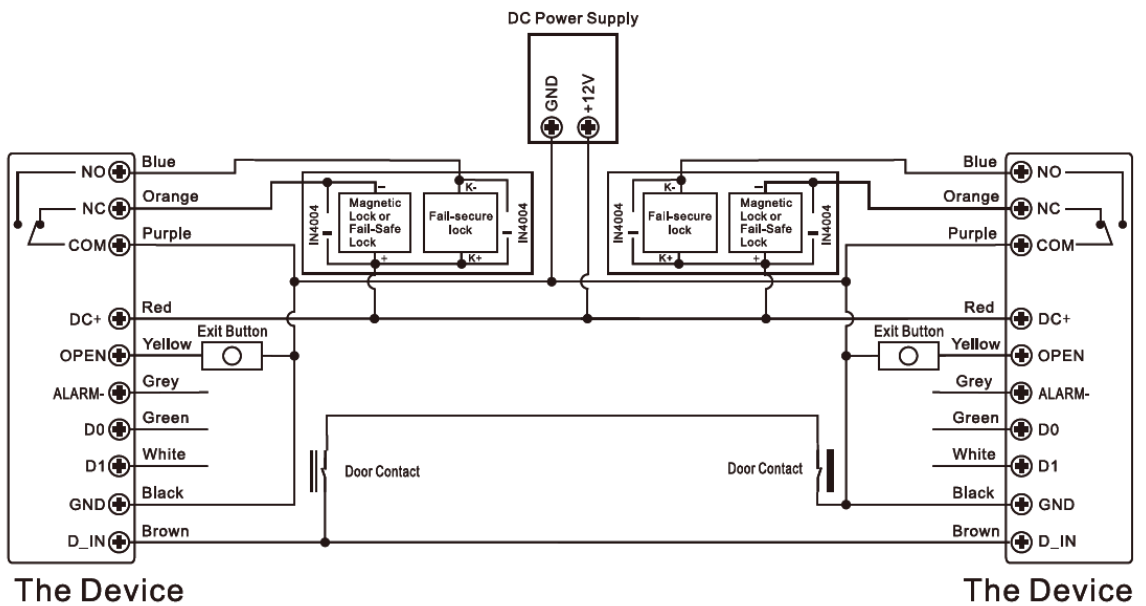 DC Power Supply
GND
+12V
NO
Blue
NC
Orange
COM
Purple
IN4004
-
Magnetic
Lock or
Fail-Safe
Lock
+
K-
Fail-secure
lock
K+
IN4004
IN4004
K-
Fail-secure
lock
K+
-
Magnetic
Lock or
Fail-Safe
Lock
+
IN4004
Blue
NO
Orange
NC
Purple
COM
DC+
Red
OPEN
Yellow
Exit Button
ALARM-
Grey
D0
Green
D1
White
GND
Black
D_IN
Brown
Door Contact
Door Contact
Red
DC+
Exit Button
Yellow
OPEN
Grey
ALARM-
Green
D0
White
D1
Black
GND
Brown
D_IN
The Device
The Device